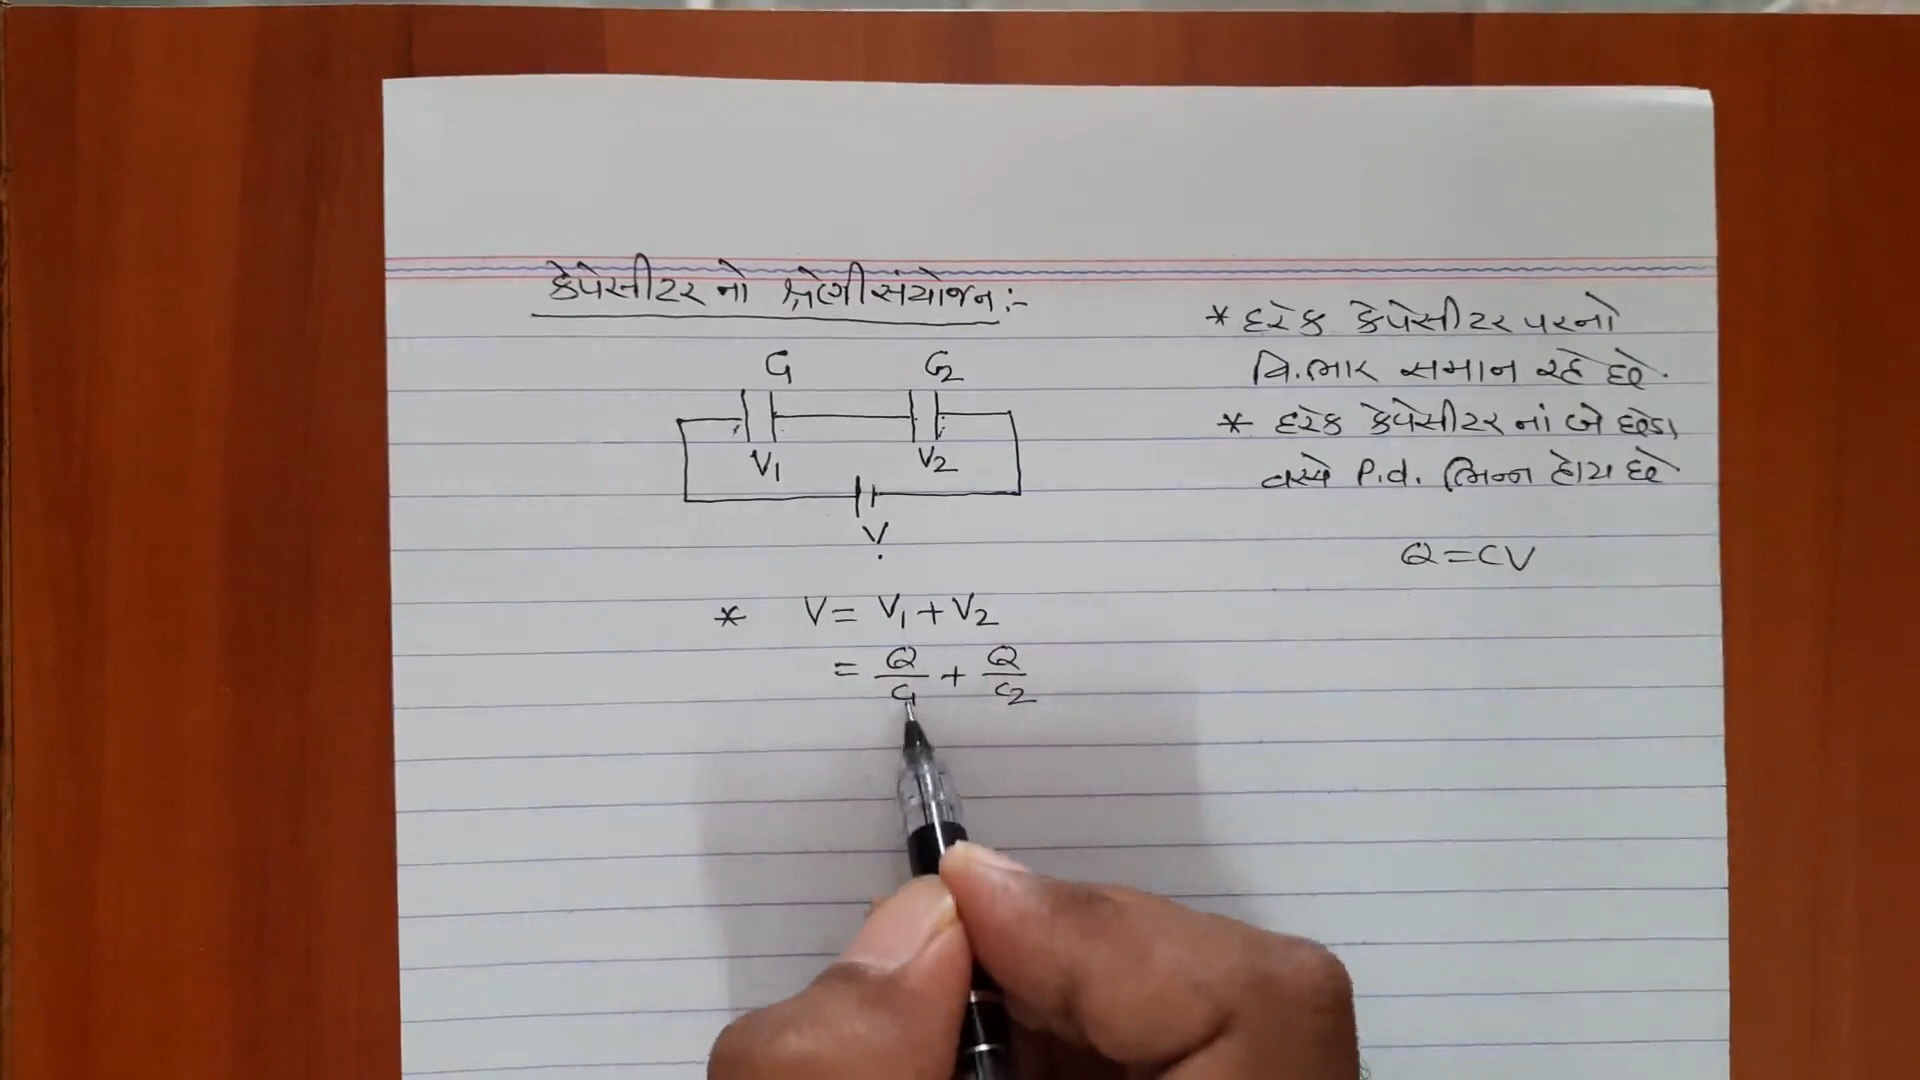 કેપેસીટર નો શ્રેણી સંયોજન :-
C1 C2
V1 V2
V
* V = V1 + V2
= Q/C1 + Q/C2
* દરેક કેપેસીટર પરનો
વિ.ભાર સમાન રહે છે.
* દરેક કેપેસીટર નાં બે છેડા
વચ્ચે P.d. ભિન્ન હોય છે
Q = CV